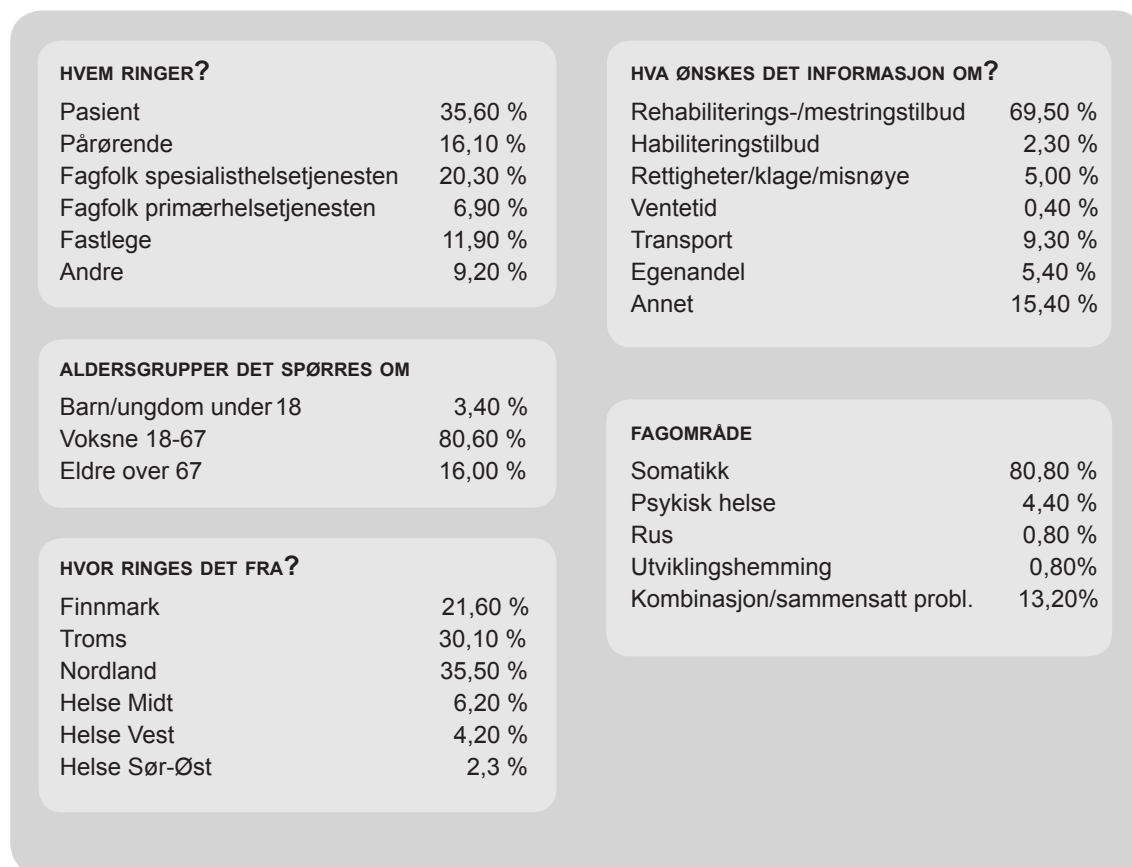 HVEM RINGER?
Pasient 35,60 %
Pårørende 16,10 %
Fagfolk spesialisthelsetjenesten 20,30 %
Fagfolk primærhelsetjenesten 6,90 %
Fastlege 11,90 %
Andre 9,20 %
ALDERSGRUPPER DET SPØRRES OM
Barn/ungdom under 18 3,40 %
Voksne 18-67 80,60 %
Eldre over 67 16,00 %
HVOR RINGES DET FRA?
Finnmark 21,60 %
Troms 30,10 %
Nordland 35,50 %
Helse Midt 6,20 %
Helse Vest 4,20 %
Helse Sør-Øst 2,3 %
HVA ØNSKES DET INFORMASJON OM?
Rehabiliterings-/mestringstilbud 69,50 %
Habiliteringstilbud 2,30 %
Rettigheter/klage/misnøye 5,00 %
Ventetid 0,40 %
Transport 9,30 %
Egenandel 5,40 %
Annet 15,40 %
FAGOMRÅDE
Somatikk 80,80 %
Psykisk helse 4,40 %
Rus 0,80 %
Utviklingshemming 0,80%
Kombinasjon/sammensatt probl. 13,20%